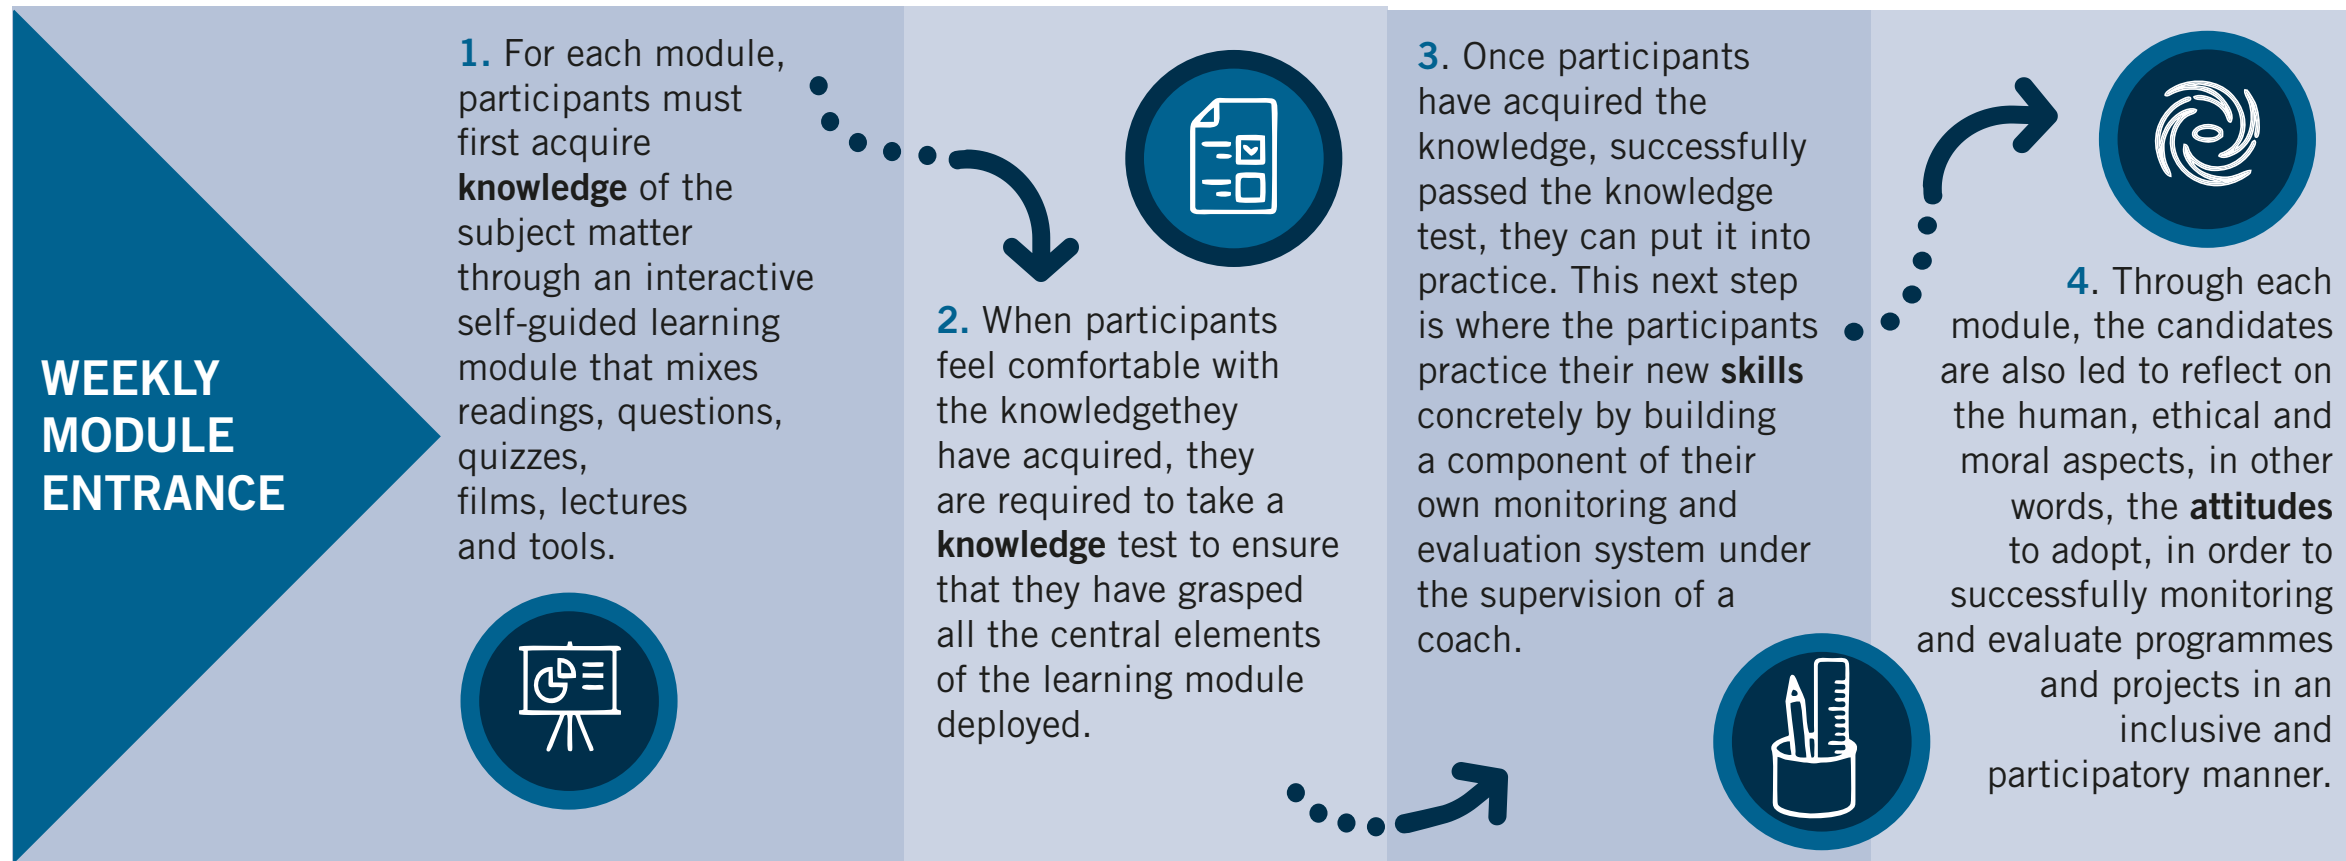 WEEKLY
MODULE
ENTRANCE
1. For each module,
participants must
first acquire
knowledge of the
subject matter
through an interactive
self-guided learning
module that mixes
readings, questions,
quizzes,
films, lectures
and tools.
2. When participants
feel comfortable with
the knowledgethey
have acquired, they
are required to take a
knowledge test to ensure
that they have grasped
all the central elements
of the learning module
deployed.
3. Once participants
have acquired the
knowledge, successfully
passed the knowledge
test, they can put it into
practice. This next step
is where the participants
practice their new skills
concretely by building
a component of their
own monitoring and
evaluation system under
the supervision of a
coach.
4. Through each
module, the candidates
are also led to reflect on
the human, ethical and
moral aspects, in other
words, the attitudes
to adopt, in order to
successfully monitoring
and evaluate programmes
and projects in an
inclusive and
participatory manner.